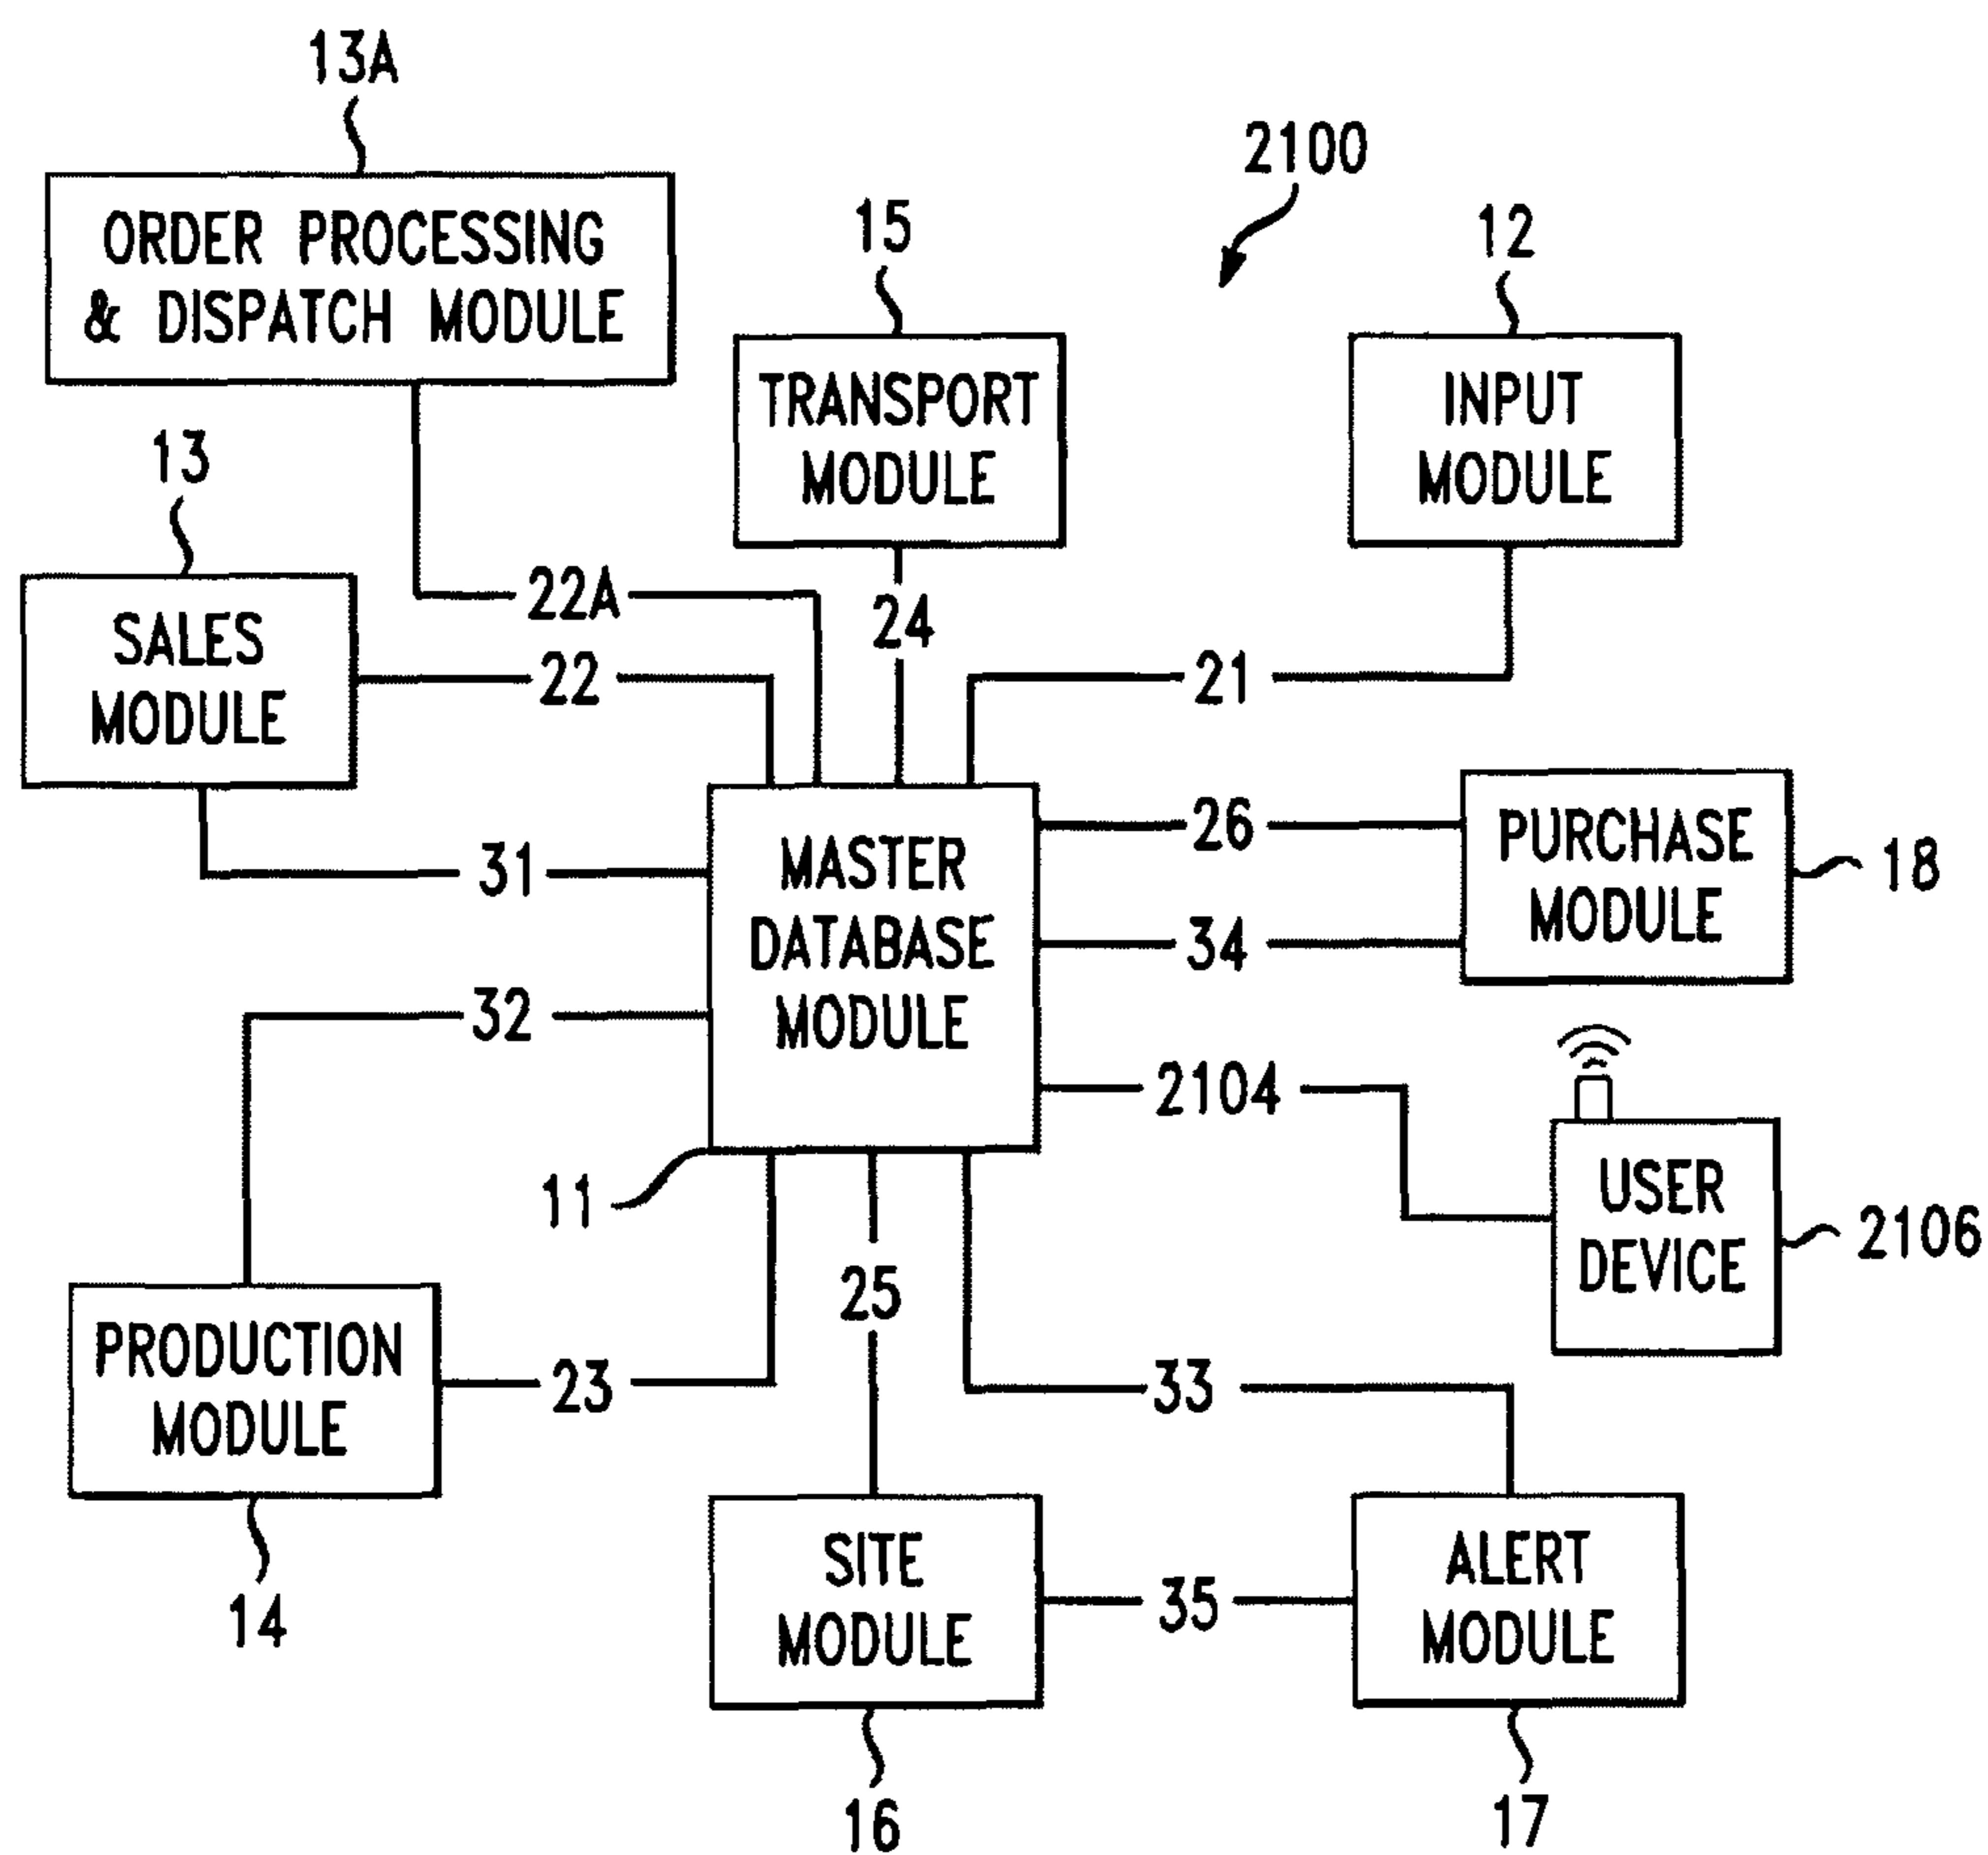 13A
2100
ORDER PROCESSING
& DISPATCH MODULE
15
12
TRANSPORT
MODULE
INPUT
MODULE
13
SALES
MODULE
22A
24
22
21
MASTER
DATABASE
MODULE
26
PURCHASE
MODULE
18
31
34
32
2104
11
USER
DEVICE
2106
25
PRODUCTION
MODULE
23
33
14
SITE
MODULE
35
ALERT
MODULE
16
17